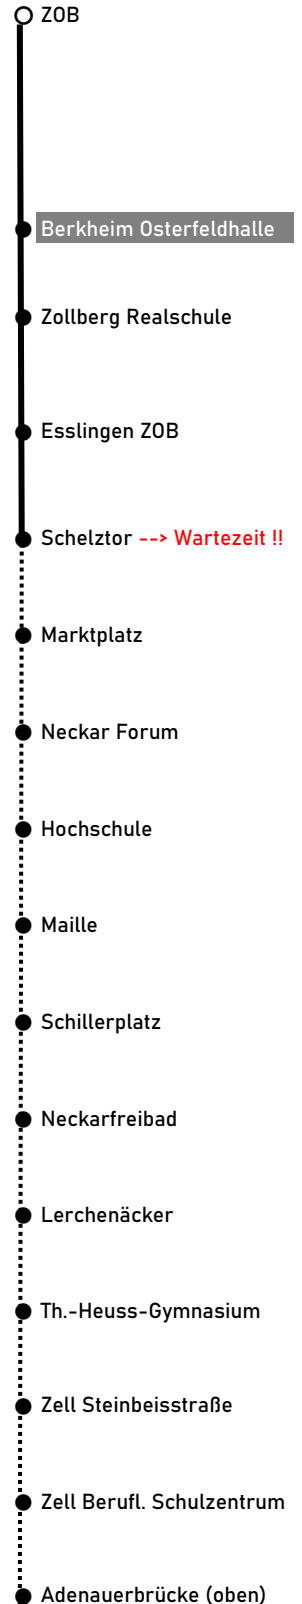 ZOB
Berkheim Osterfeldhalle
Zollberg Realschule
Esslingen ZOB
Schelztor --> Wartezeit !!
Marktplatz
Neckar Forum
Hochschule
Maille
Schillerplatz
Neckarfreibad
Lerchenäcker
Th.-Heuss-Gymnasium
Zell Steinbeisstraße
Zell Berufl. Schulzentrum
Adenauerbrücke (oben)